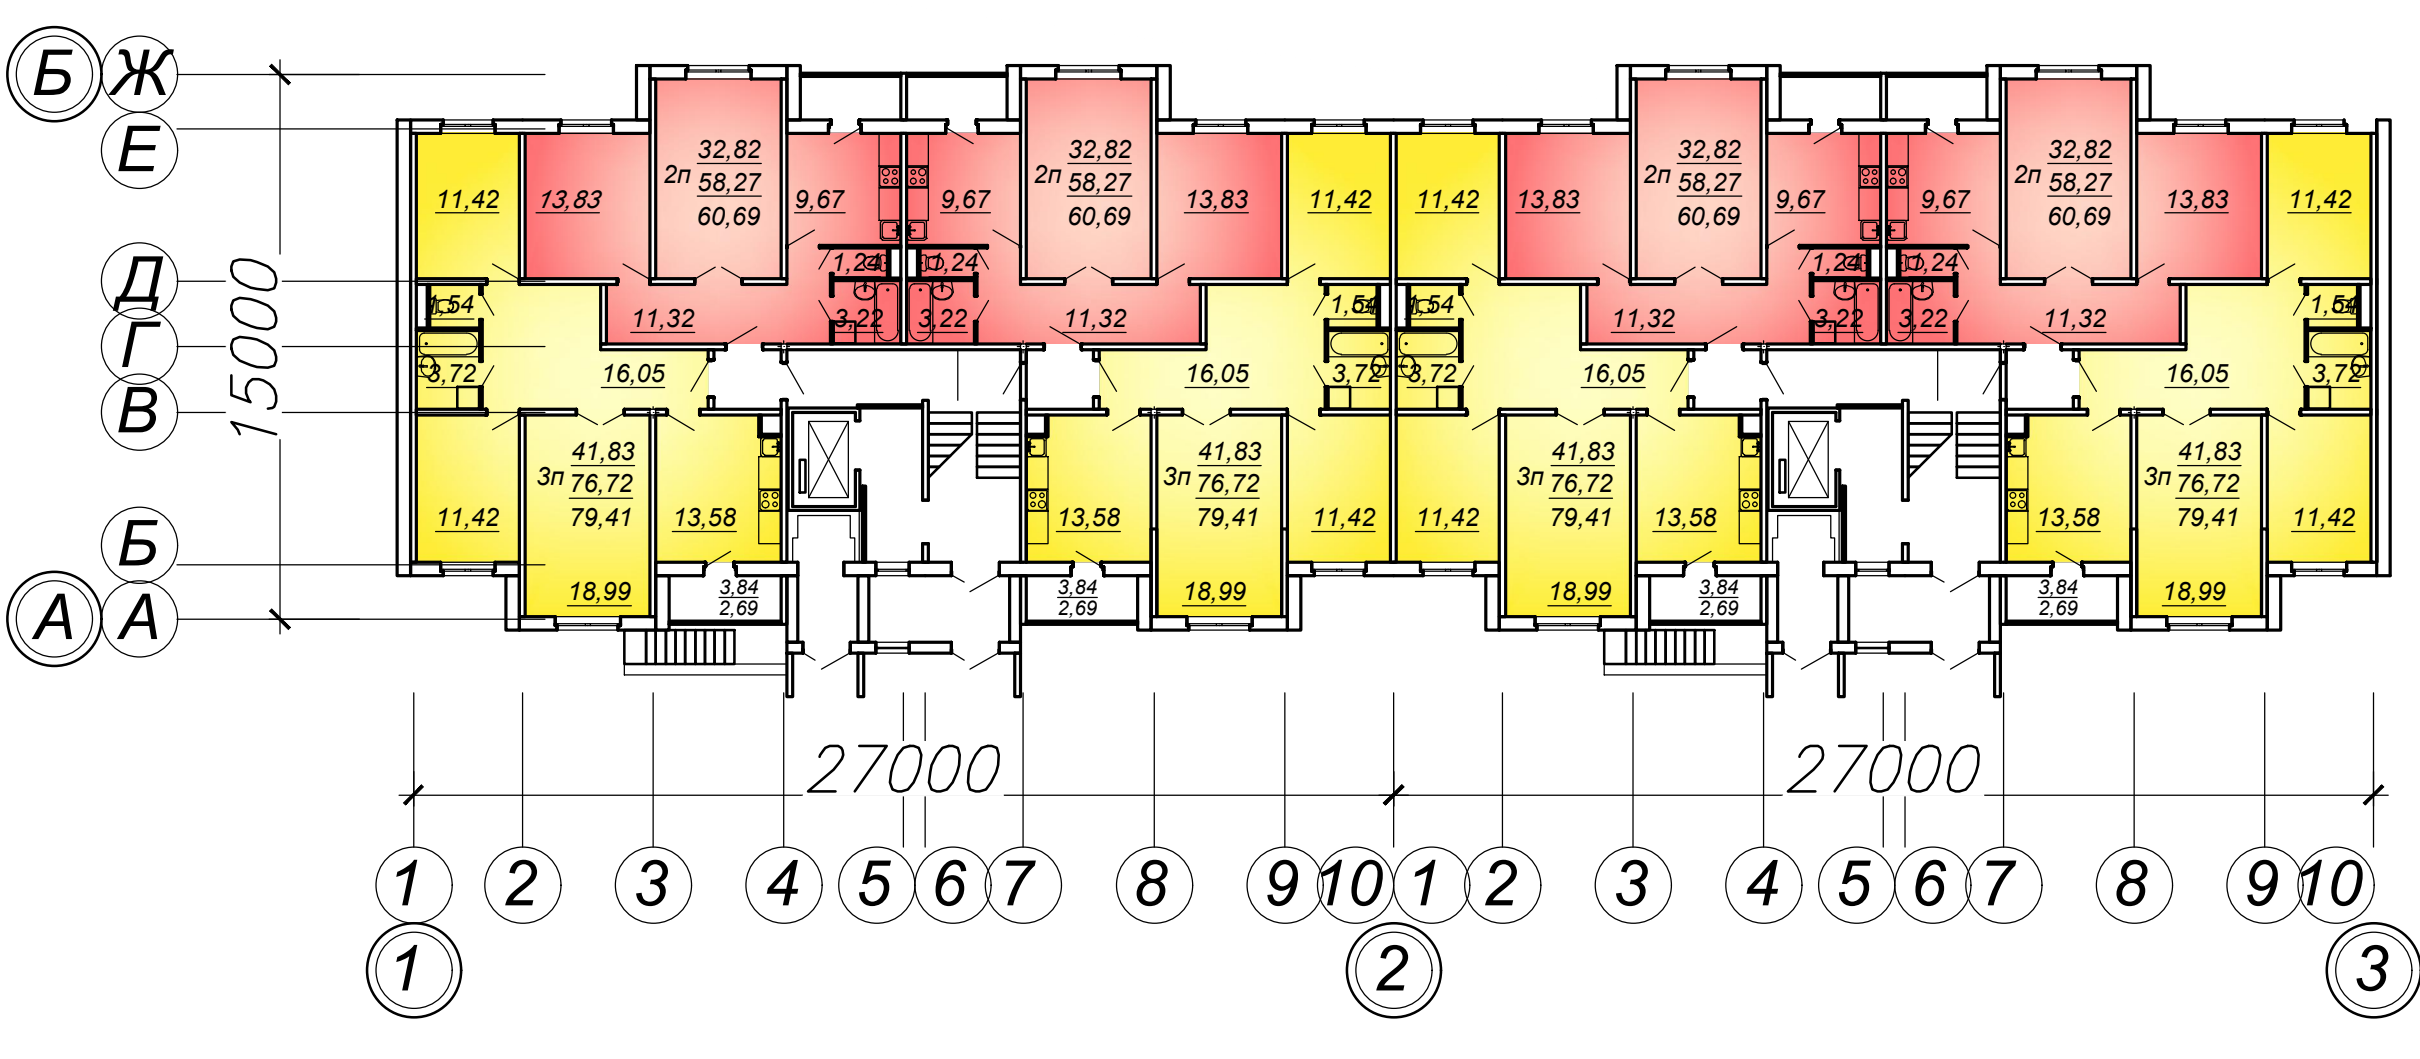 Б Ж
Е
Д
Г
В
Б
А А
15000
32,82 32,82 32,82 32,82
2п 58,27 2п 58,27 2п 58,27 2п 58,27
60,69 60,69 60,69 60,69
11,42 13,83 9,67 9,67 13,83 11,42 11,42 13,83 9,67 9,67 13,83 11,42
1,24 1,24 1,24 1,24
1,54 11,32 3,22 3,22 11,32 1,54 1,54 11,32 3,22 3,22 11,32 1,54
3,72 16,05 16,05 3,72 3,72 16,05 16,05 3,72
41,83 41,83 41,83 41,83
3п 76,72 3п 76,72 3п 76,72 3п 76,72
11,42 79,41 13,58 13,58 79,41 11,42 11,42 79,41 13,58 13,58 79,41 11,42
18,99 3,84 3,84 18,99 18,99 3,84 3,84 18,99
2,69 2,69 2,69 2,69
27000 27000
1 2 3 4 5 6 7 8 9 10 1 2 3 4 5 6 7 8 9 10
1 2 3